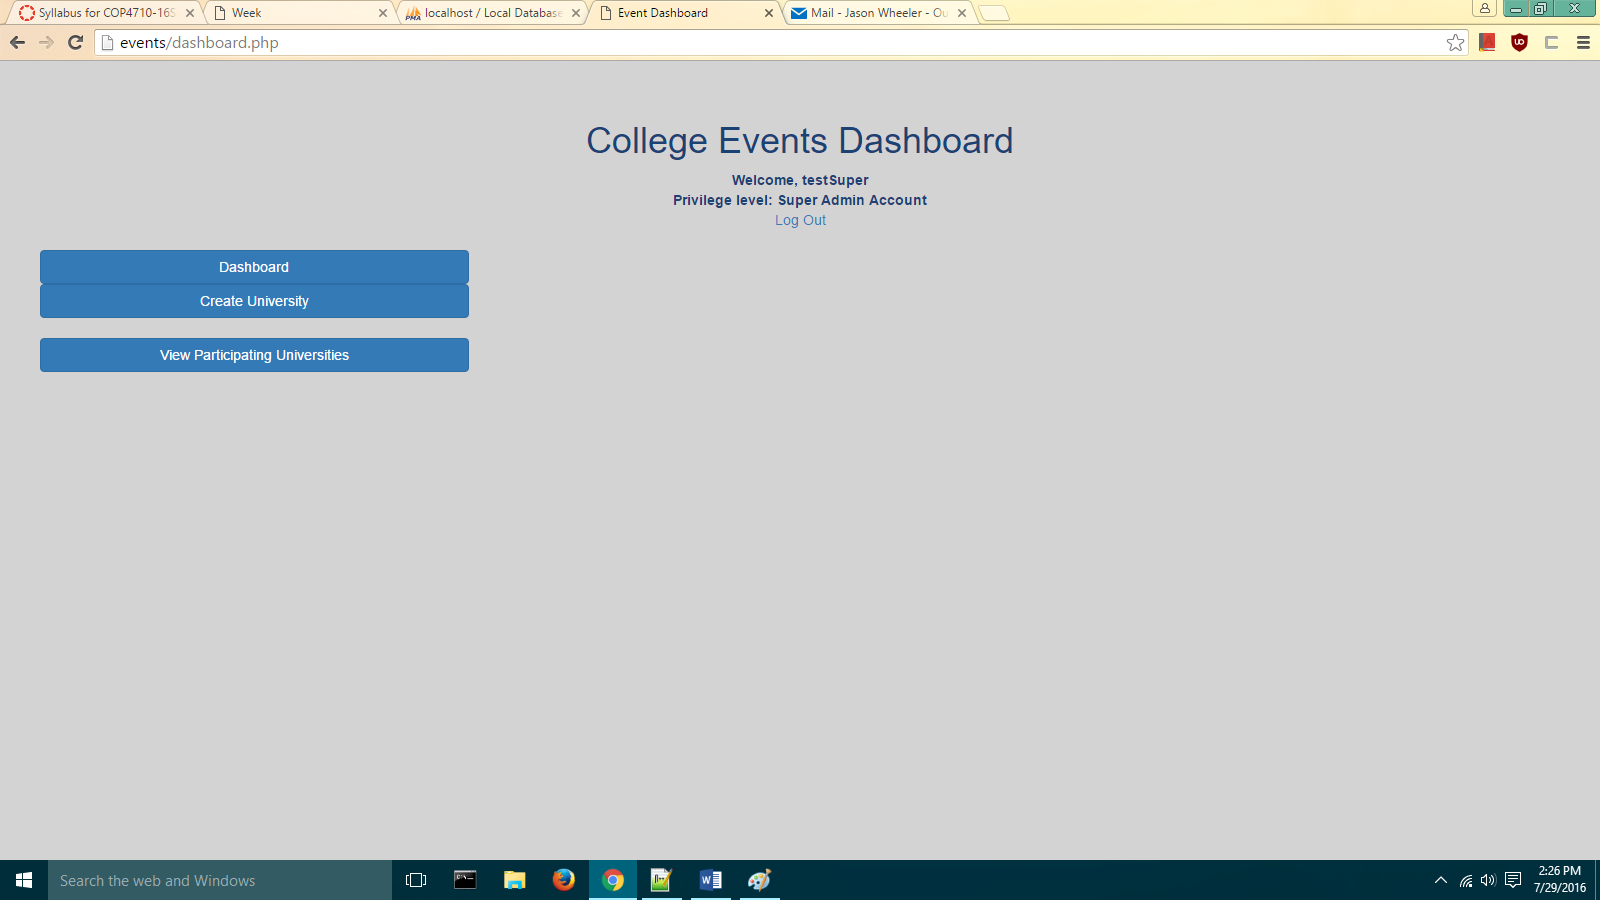 Syllabus for COP4710-16S
Week
localhost / Local Database
Event Dashboard
Mail - Jason Wheeler - Ou
events/dashboard.php
College Events Dashboard
Welcome, testSuper
Privilege level: Super Admin Account
Log Out
Dashboard
Create University
View Participating Universities
Search the web and Windows
2:26 PM
7/29/2016